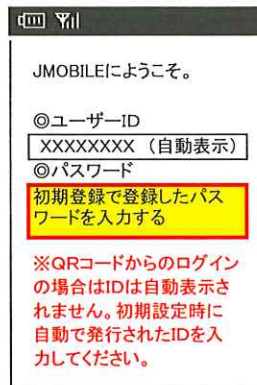 JMOBILEにようこそ。
◎ユーザーID
XXXXXXXX （自動表示）
◎パスワード
初期登録で登録したパス
ワードを入力する
※QRコードからのログイン
の場合はIDは自動表示さ
れません。初期設定時に
自動で発行されたIDを入
力してください。